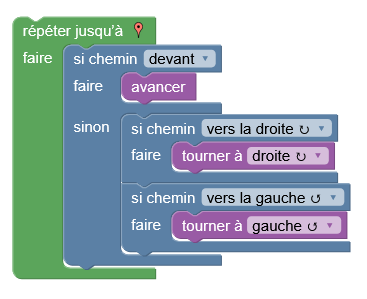 répéter jusqu'à
faire si chemin devant
faire avancer
sinon si chemin vers la droite ↻
faire tourner à droite ↻
si chemin vers la gauche ↺
faire tourner à gauche ↺